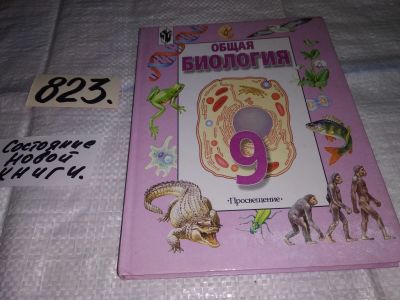 823.
Состояние
новой
книги.
ОБЩАЯ
БИОЛОГИЯ
9
·Просвещение·